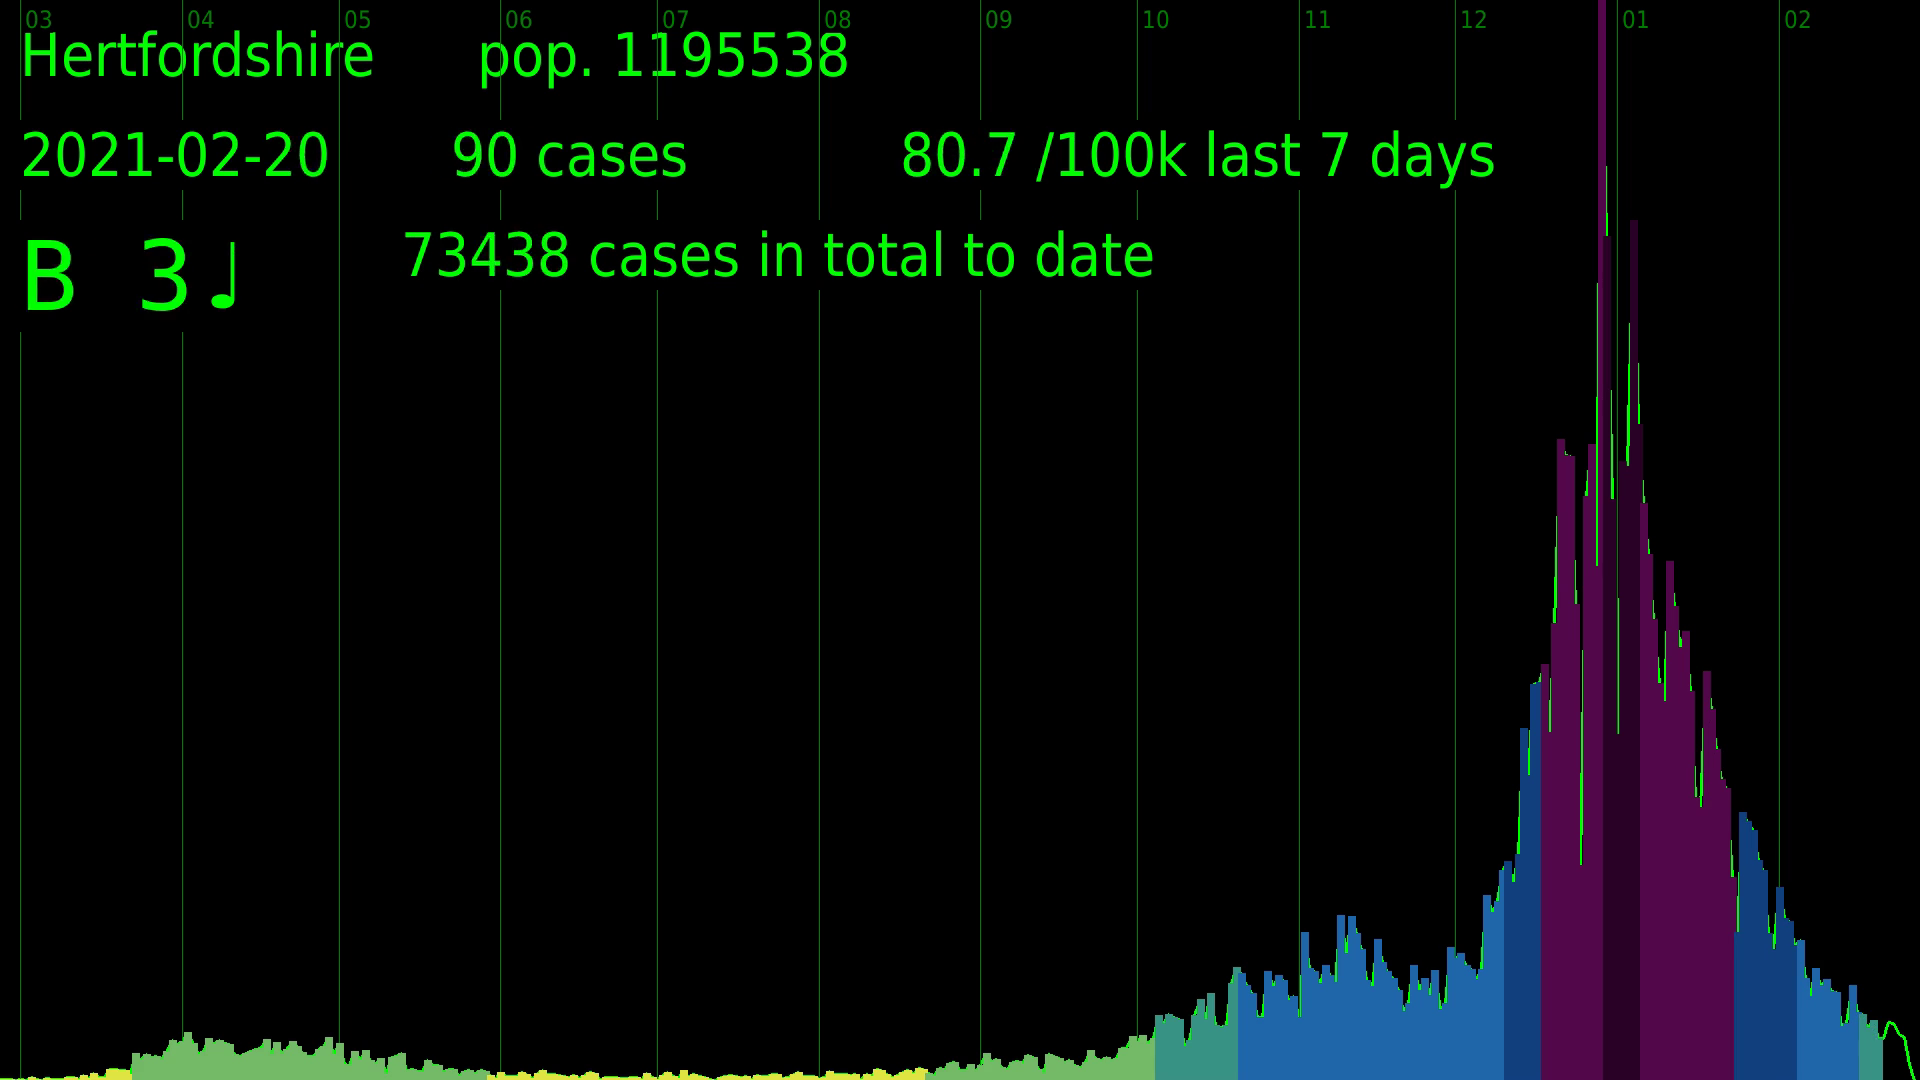 03 04 05 06 07 08 09 10 11 12 01 02
Hertfordshire pop. 1195538
2021-02-20 90 cases 80.7 /100k last 7 days
B 3♩ 73438 cases in total to date